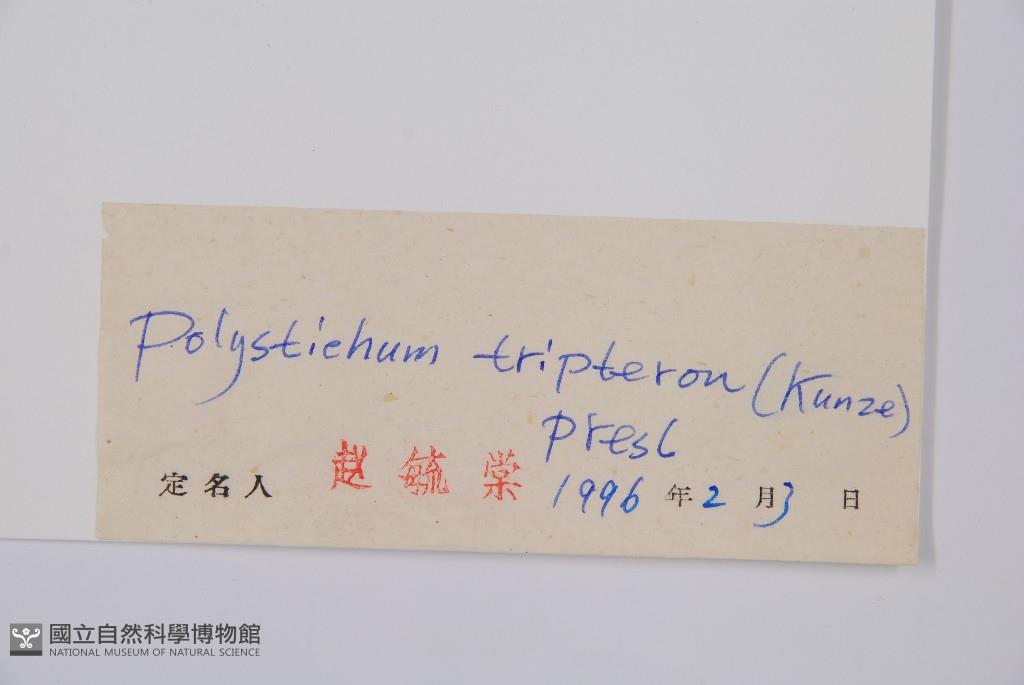 Polystichum tripteron (Kunze)
Presl
定名人 赵毓棠 1996 年 2 月 3 日
國立自然科學博物館
NATIONAL MUSEUM OF NATURAL SCIENCE